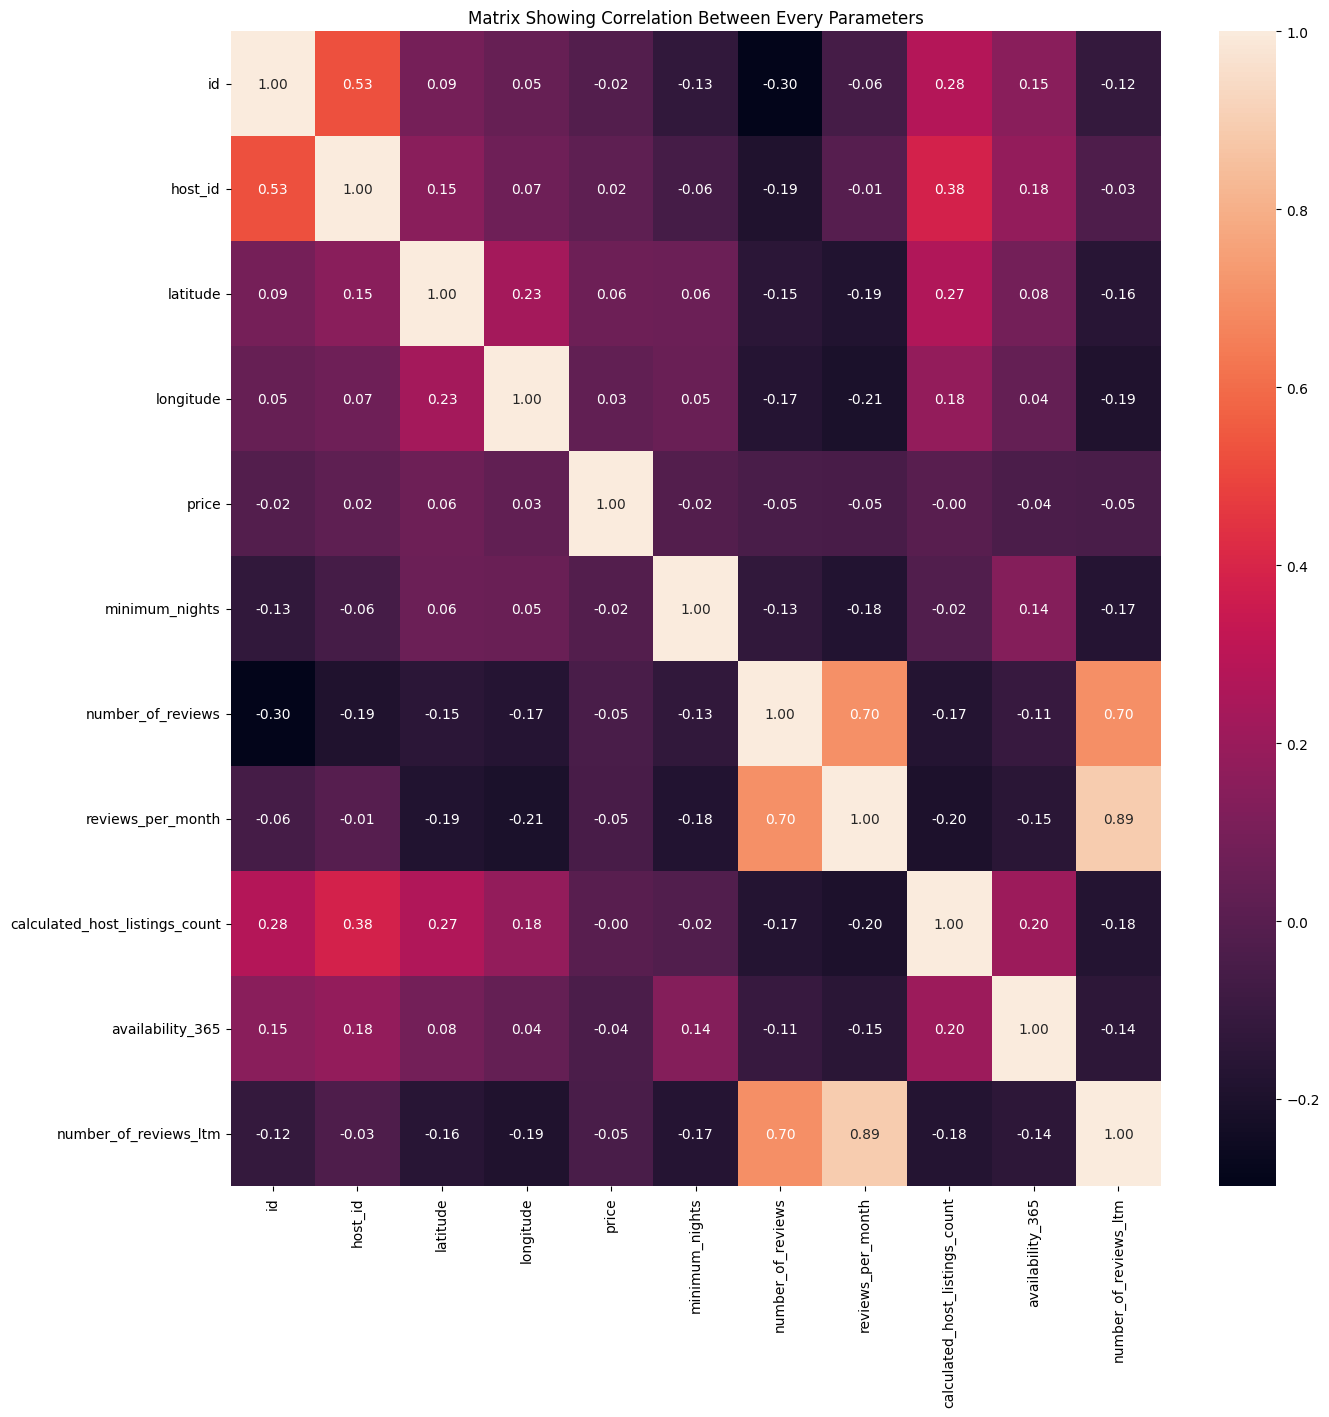 Matrix Showing Correlation Between Every Parameters
id 1.00 0.53 0.09 0.05 -0.02 -0.13 -0.30 -0.06 0.28 0.15 -0.12
host_id 0.53 1.00 0.15 0.07 0.02 -0.06 -0.19 -0.01 0.38 0.18 -0.03
latitude 0.09 0.15 1.00 0.23 0.06 0.06 -0.15 -0.19 0.27 0.08 -0.16
longitude 0.05 0.07 0.23 1.00 0.03 0.05 -0.17 -0.21 0.18 0.04 -0.19
price -0.02 0.02 0.06 0.03 1.00 -0.02 -0.05 -0.05 -0.00 -0.04 -0.05
minimum_nights -0.13 -0.06 0.06 0.05 -0.02 1.00 -0.13 -0.18 -0.02 0.14 -0.17
number_of_reviews -0.30 -0.19 -0.15 -0.17 -0.05 -0.13 1.00 0.70 -0.17 -0.11 0.70
reviews_per_month -0.06 -0.01 -0.19 -0.21 -0.05 -0.18 0.70 1.00 -0.20 -0.15 0.89
calculated_host_listings_count 0.28 0.38 0.27 0.18 -0.00 -0.02 -0.17 -0.20 1.00 0.20 -0.18
availability_365 0.15 0.18 0.08 0.04 -0.04 0.14 -0.11 -0.15 0.20 1.00 -0.14
number_of_reviews_ltm -0.12 -0.03 -0.16 -0.19 -0.05 -0.17 0.70 0.89 -0.18 -0.14 1.00
id
host_id
latitude
longitude
price
minimum_nights
number_of_reviews
reviews_per_month
calculated_host_listings_count
availability_365
number_of_reviews_ltm
1.0
0.8
0.6
0.4
0.2
0.0
−0.2